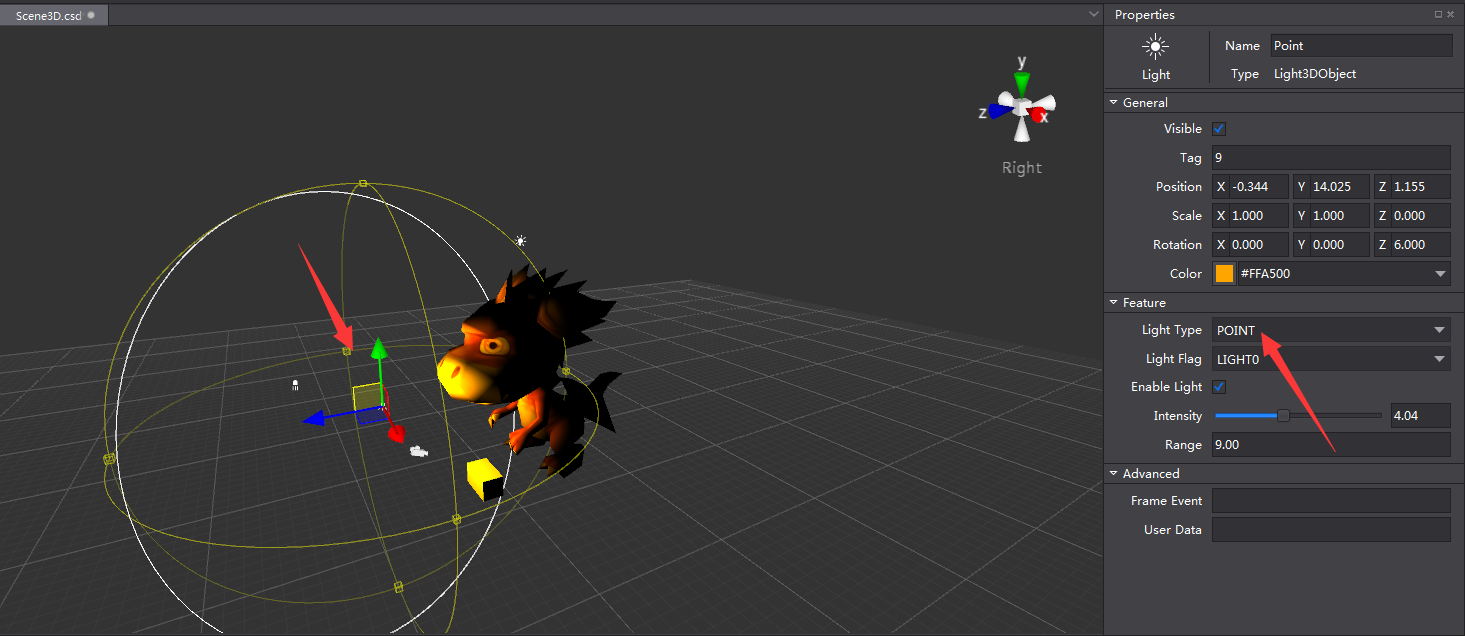 Scene3D.csd
Properties
Light
Name Point
Type Light3DObject
General
Visible
Tag 9
Position X -0.344 Y 14.025 Z 1.155
Scale X 1.000 Y 1.000 Z 0.000
Rotation X 0.000 Y 0.000 Z 6.000
Color #FFA500
Feature
Light Type POINT
Light Flag LIGHT0
Enable Light
Intensity 4.04
Range 9.00
Advanced
Frame Event
User Data
y
z
x
Right